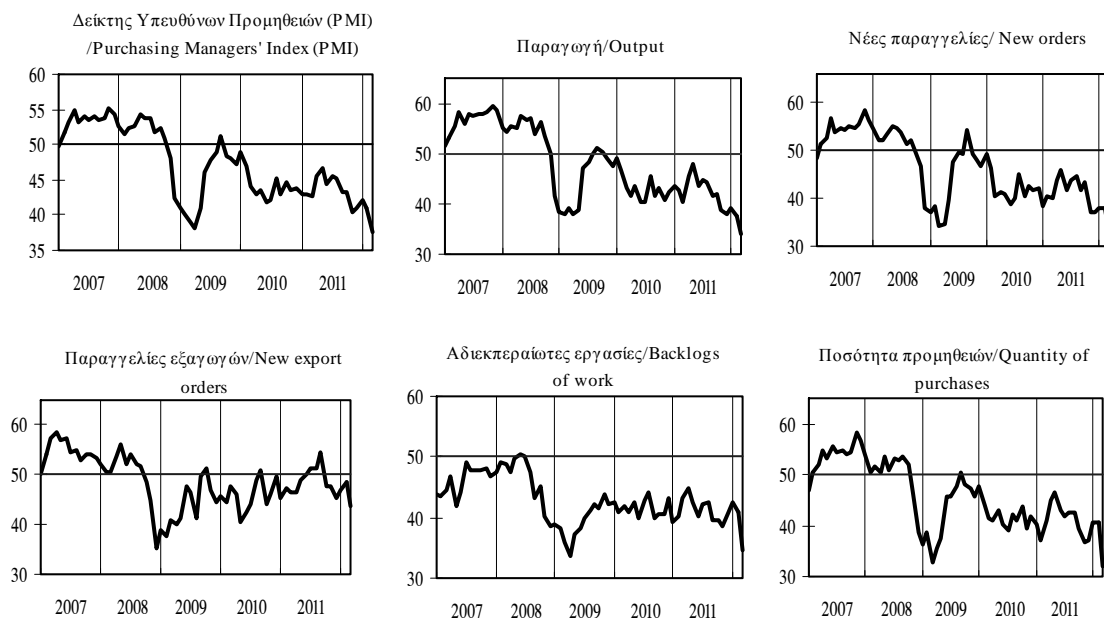 Δείκτης Υπευθύνων Προμηθειών (PMI)
/Purchasing Managers' Index (PMI)
60
55
50
45
40
35
2007 2008 2009 2010 2011
Παραγωγή/Output
60
50
40
30
2007 2008 2009 2010 2011
Νέες παραγγελίες/ New orders
60
50
40
30
2007 2008 2009 2010 2011
Παραγγελίες εξαγωγών/New export
orders
60
50
40
30
2007 2008 2009 2010 2011
Αδιεκπεραίωτες εργασίες/Backlogs
of work
60
50
40
30
2007 2008 2009 2010 2011
Ποσότητα προμηθειών/Quantity of
purchases
60
50
40
30
2007 2008 2009 2010 2011